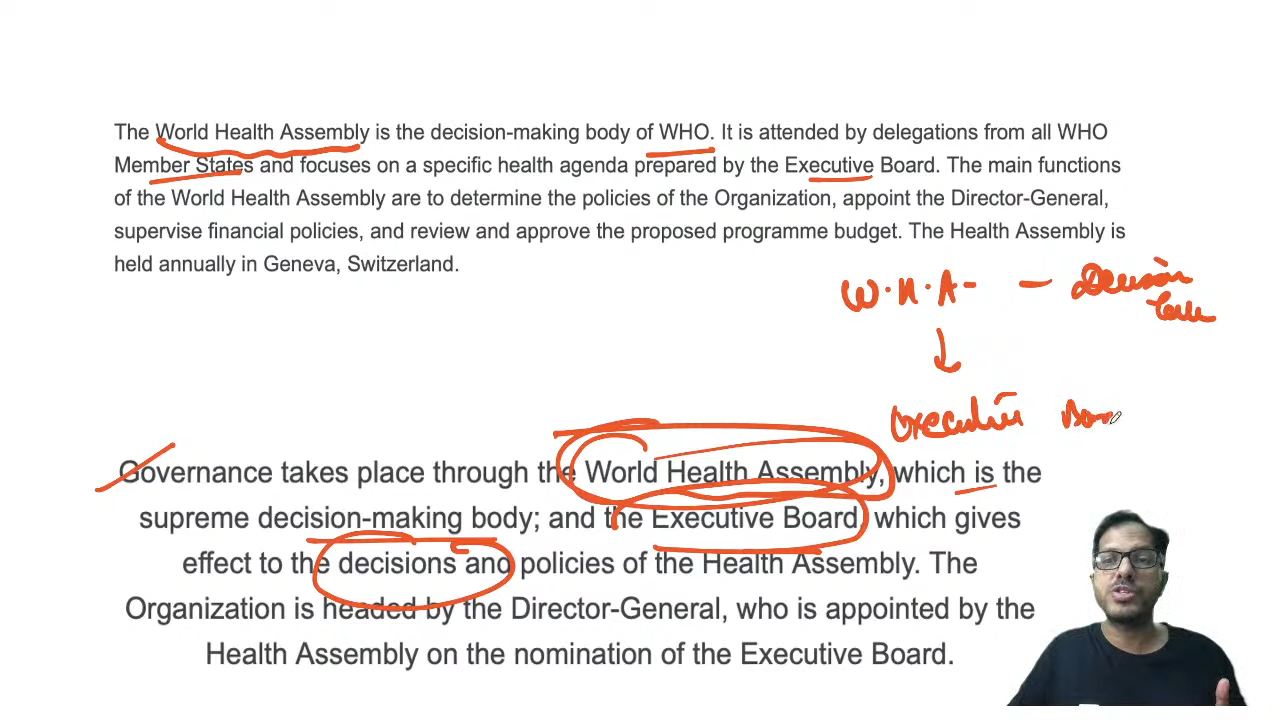 The World Health Assembly is the decision-making body of WHO. It is attended by delegations from all WHO
Member States and focuses on a specific health agenda prepared by the Executive Board. The main functions
of the World Health Assembly are to determine the policies of the Organization, appoint the Director-General,
supervise financial policies, and review and approve the proposed programme budget. The Health Assembly is
held annually in Geneva, Switzerland.
W.H.A- - Decision
Executive
Governance takes place through the World Health Assembly, which is the
supreme decision-making body; and the Executive Board, which gives
effect to the decisions and policies of the Health Assembly. The
Organization is headed by the Director-General, who is appointed by the
Health Assembly on the nomination of the Executive Board.